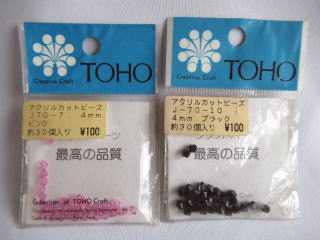 Creative Craft
TOHO
アクリルカットビーズ
J70-7 4mm
ピンク
約30個入り ¥100
ーツ
最高の品質
Collection of TOHO Craft
Creative Craft
TOHO
アクリルカットビーズ
J-70-10
4mm ブラック
約30個入り ¥100
最高の品質
Craft